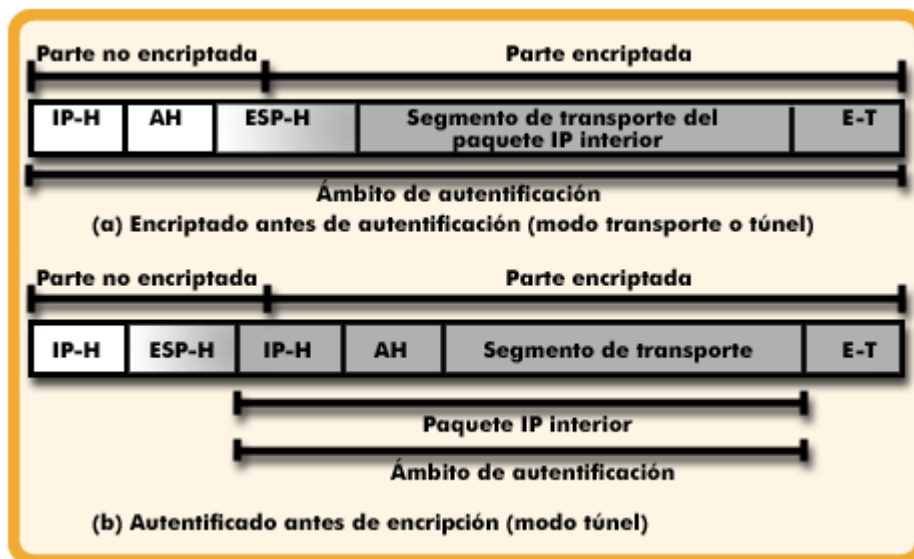 Parte no encriptada Parte encriptada
IP-H AH ESP-H Segmento de transporte del E-T
paquete IP interior
Ámbito de autentificación
(a) Encriptado antes de autentificación (modo transporte o túnel)
Parte no encriptada Parte encriptada
IP-H ESP-H IP-H AH Segmento de transporte E-T
Paquete IP interior
Ámbito de autentificación
(b) Autentificado antes de encripción (modo túnel)